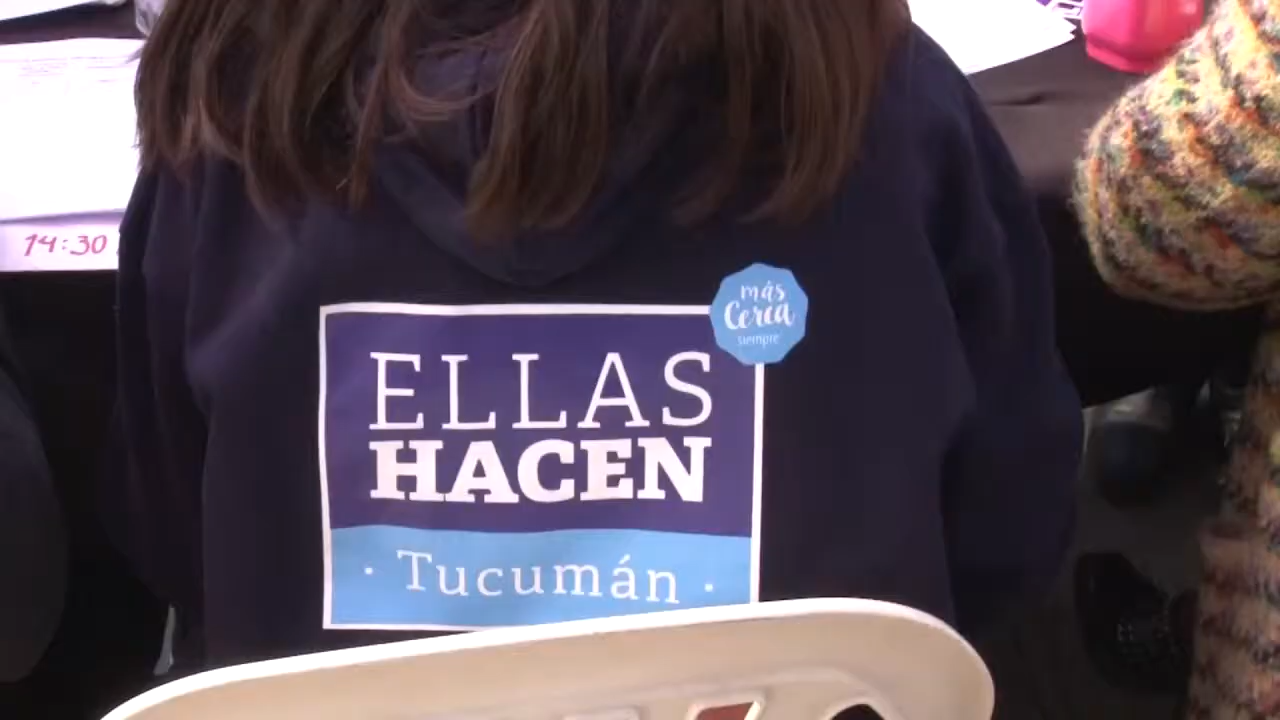 14:30
más
Cerca
siempre
ELLAS
HACEN
· Tucumán ·